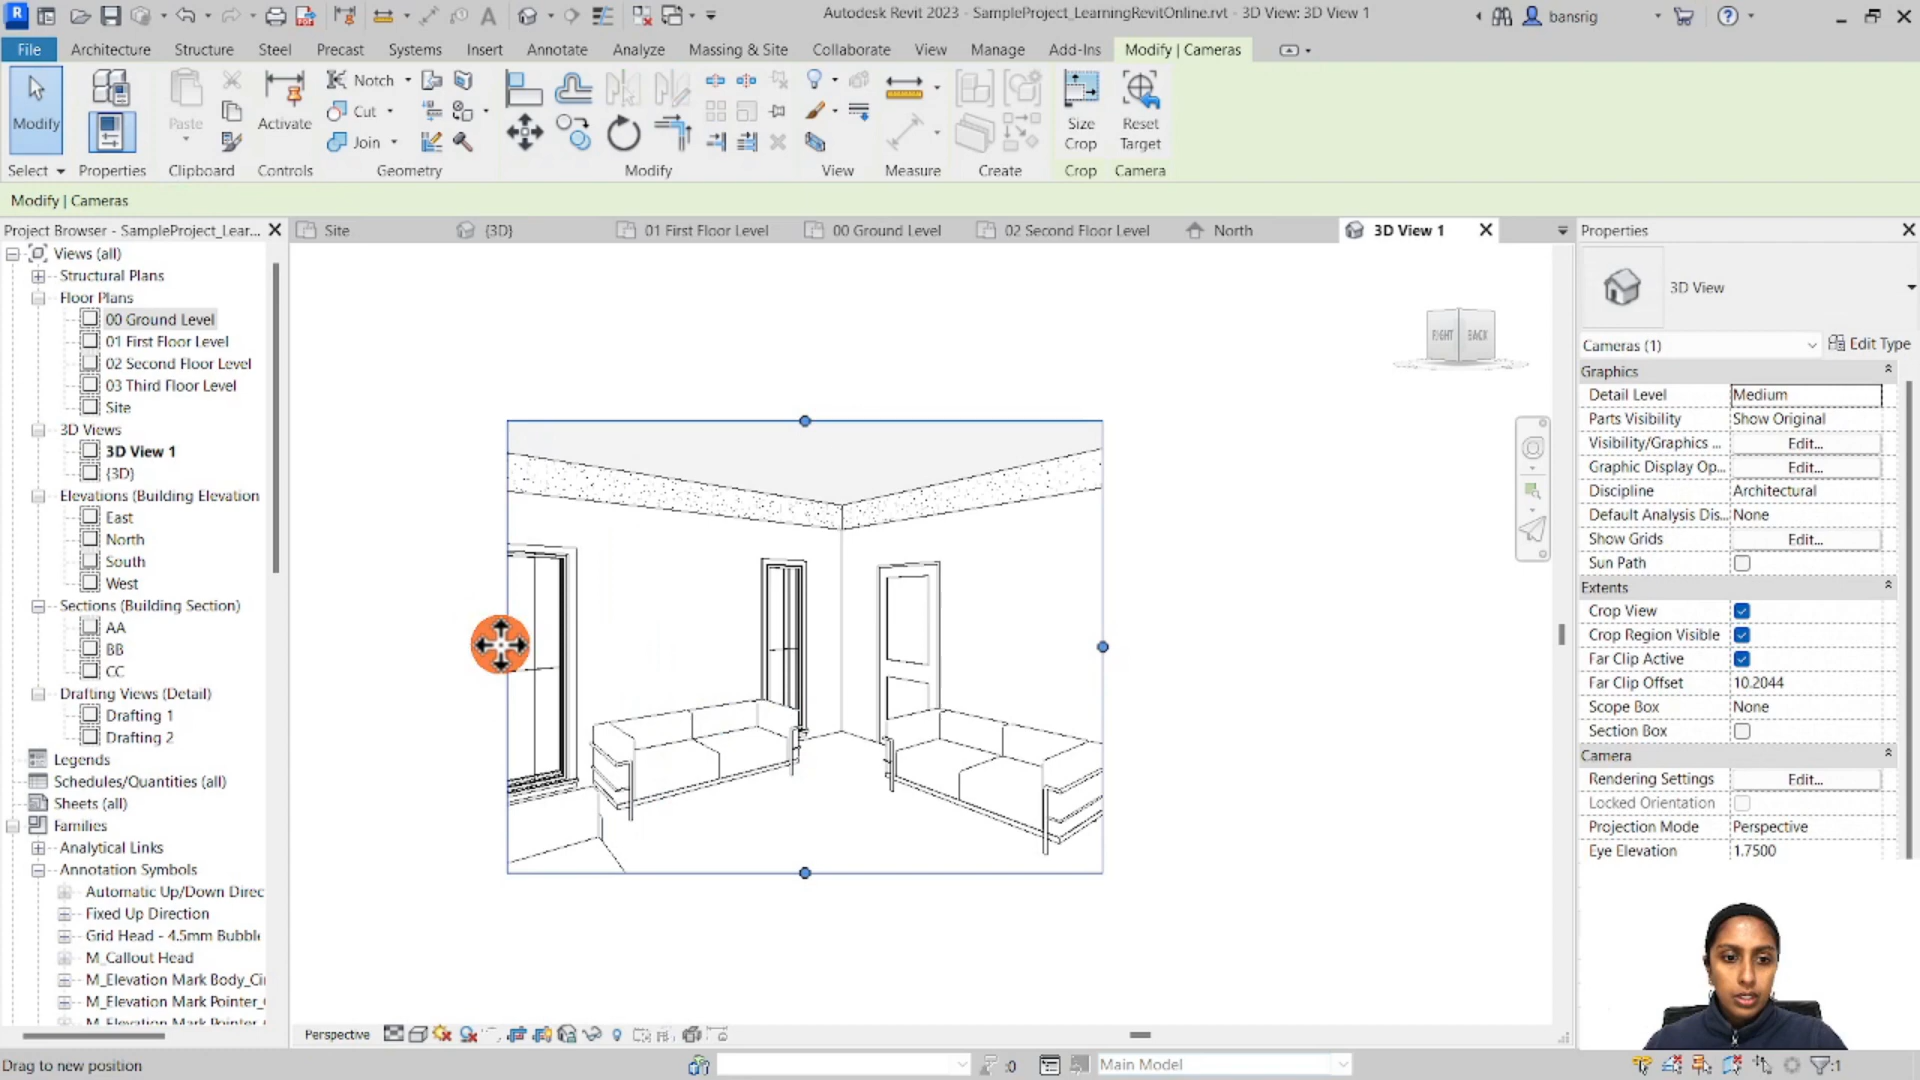 Autodesk Revit 2023 - SampleProject_LearningRevitOnline.rvt - 3D View: 3D View 1
bansrig
File
Architecture
Structure
Steel
Precast
Systems
Insert
Annotate
Analyze
Massing & Site
Collaborate
View
Manage
Add-Ins
Modify | Cameras
Modify
Paste
Activate
Notch
Cut
Join
Size Crop
Reset Target
Select
Properties
Clipboard
Controls
Geometry
Modify
View
Measure
Create
Crop
Camera
Modify | Cameras
Project Browser - SampleProject_Lear...
Site
{3D}
01 First Floor Level
00 Ground Level
02 Second Floor Level
North
3D View 1
Properties
Views (all)
Structural Plans
Floor Plans
00 Ground Level
01 First Floor Level
02 Second Floor Level
03 Third Floor Level
Site
3D Views
3D View 1
{3D}
Elevations (Building Elevation
East
North
South
West
Sections (Building Section)
AA
BB
CC
Drafting Views (Detail)
Drafting 1
Drafting 2
Legends
Schedules/Quantities (all)
Sheets (all)
Families
Analytical Links
Annotation Symbols
Automatic Up/Down Direc
Fixed Up Direction
Grid Head - 4.5mm Bubble
M_Callout Head
M_Elevation Mark Body_Ci
M_Elevation Mark Pointer_
M_Elevation Mark Pointer
RIGHT
BACK
3D View
Cameras (1)
Edit Type
Graphics
Detail Level Medium
Parts Visibility Show Original
Visibility/Graphics ... Edit...
Graphic Display Op... Edit...
Discipline Architectural
Default Analysis Dis... None
Show Grids Edit...
Sun Path
Extents
Crop View
Crop Region Visible
Far Clip Active
Far Clip Offset 10.2044
Scope Box None
Section Box
Camera
Rendering Settings Edit...
Locked Orientation
Projection Mode Perspective
Eye Elevation 1.7500
Perspective
Drag to new position
:0
Main Model
:1